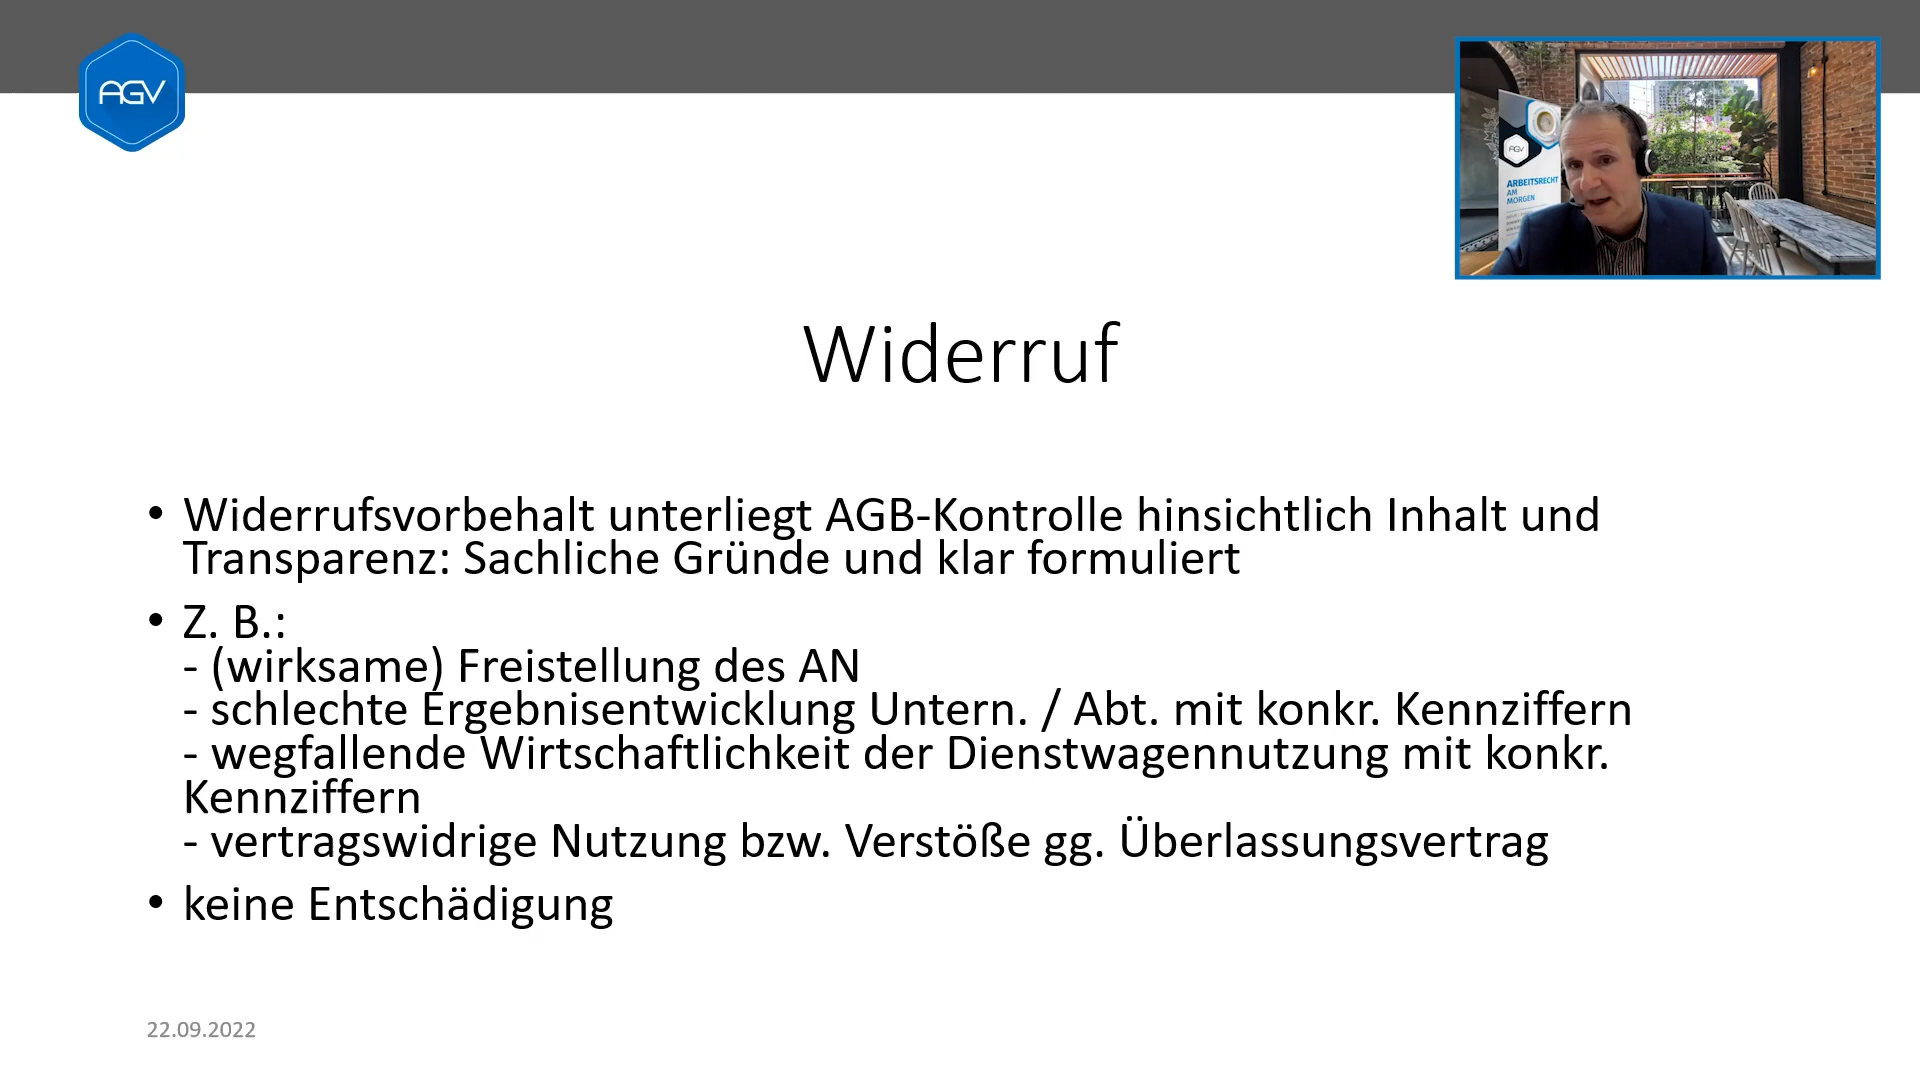 AGV
AGV
ARBEITSRECHT
AM
MORGEN
Widerruf
• Widerrufsvorbehalt unterliegt AGB-Kontrolle hinsichtlich Inhalt und
Transparenz: Sachliche Gründe und klar formuliert
• Z. B.:
- (wirksame) Freistellung des AN
- schlechte Ergebnisentwicklung Untern. / Abt. mit konkr. Kennziffern
- wegfallende Wirtschaftlichkeit der Dienstwagennutzung mit konkr.
Kennziffern
- vertragswidrige Nutzung bzw. Verstöße gg. Überlassungsvertrag
• keine Entschädigung
22.09.2022